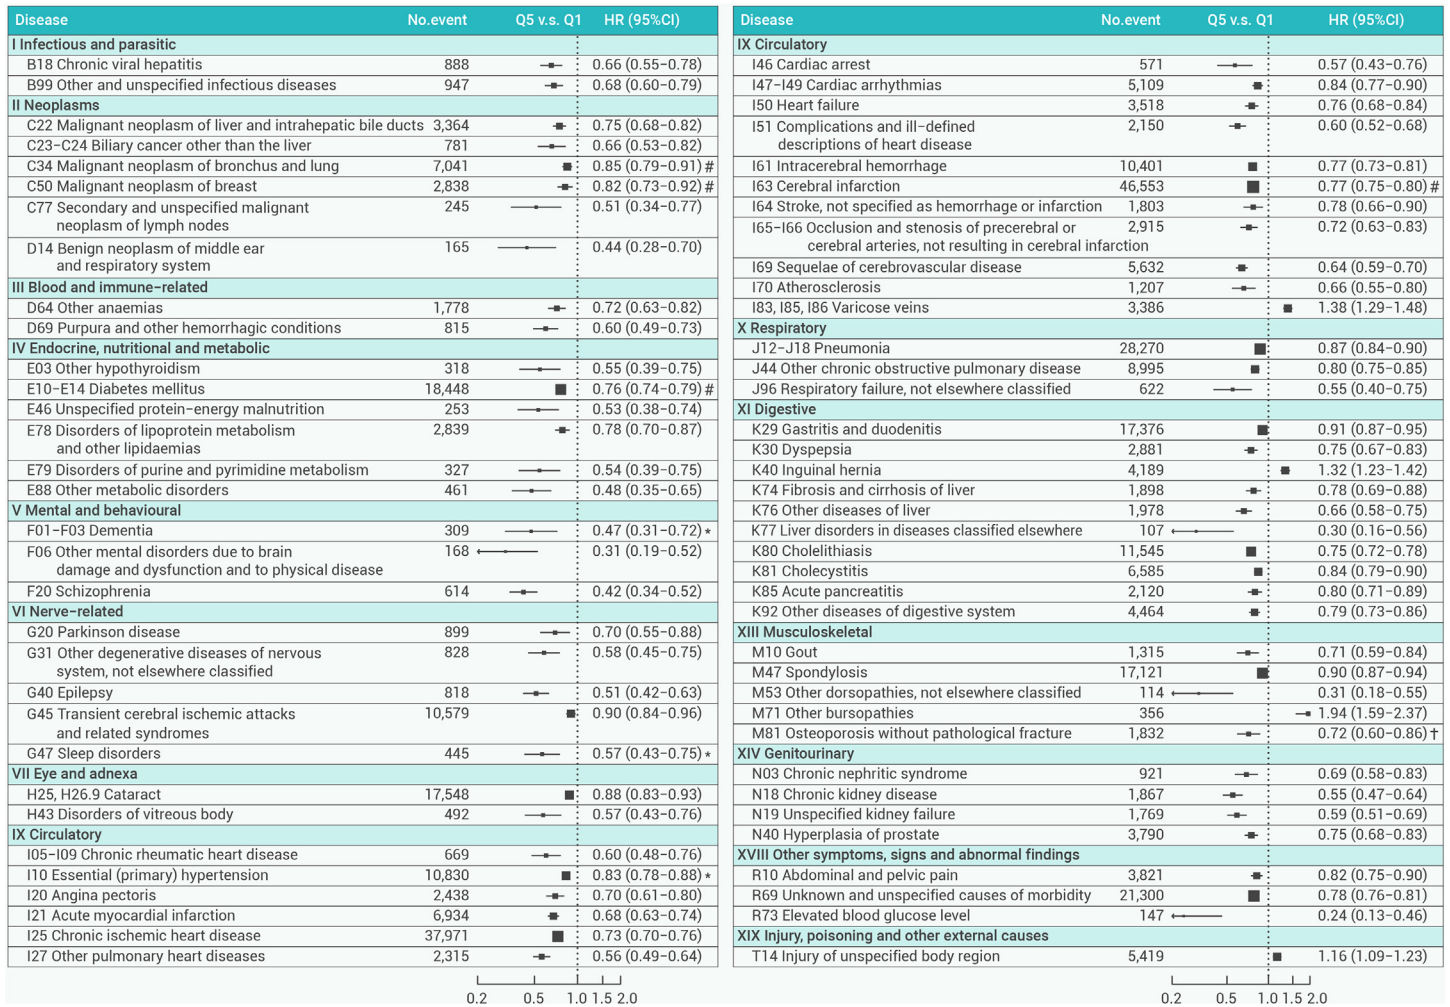 Disease No.event Q5 v.s. Q1 HR (95%CI)
I Infectious and parasitic
B18 Chronic viral hepatitis 888 0.66 (0.55–0.78)
B99 Other and unspecified infectious diseases 947 0.68 (0.60–0.79)
II Neoplasms
C22 Malignant neoplasm of liver and intrahepatic bile ducts 3,364 0.75 (0.68–0.82)
C23–C24 Biliary cancer other than the liver 781 0.66 (0.53–0.82)
C34 Malignant neoplasm of bronchus and lung 7,041 0.85 (0.79–0.91) #
C50 Malignant neoplasm of breast 2,838 0.82 (0.73–0.92) #
C77 Secondary and unspecified malignant 245 0.51 (0.34–0.77)
neoplasm of lymph nodes
D14 Benign neoplasm of middle ear 165 0.44 (0.28–0.70)
and respiratory system
III Blood and immune–related
D64 Other anaemias 1,778 0.72 (0.63–0.82)
D69 Purpura and other hemorrhagic conditions 815 0.60 (0.49–0.73)
IV Endocrine, nutritional and metabolic
E03 Other hypothyroidism 318 0.55 (0.39–0.75)
E10–E14 Diabetes mellitus 18,448 0.76 (0.74–0.79) #
E46 Unspecified protein–energy malnutrition 253 0.53 (0.38–0.74)
E78 Disorders of lipoprotein metabolism 2,839 0.78 (0.70–0.87)
and other lipidaemias
E79 Disorders of purine and pyrimidine metabolism 327 0.54 (0.39–0.75)
E88 Other metabolic disorders 461 0.48 (0.35–0.65)
V Mental and behavioural
F01–F03 Dementia 309 0.47 (0.31–0.72) *
F06 Other mental disorders due to brain 168 0.31 (0.19–0.52)
damage and dysfunction and to physical disease
F20 Schizophrenia 614 0.42 (0.34–0.52)
VI Nerve–related
G20 Parkinson disease 899 0.70 (0.55–0.88)
G31 Other degenerative diseases of nervous 828 0.58 (0.45–0.75)
system, not elsewhere classified
G40 Epilepsy 818 0.51 (0.42–0.63)
G45 Transient cerebral ischemic attacks 10,579 0.90 (0.84–0.96)
and related syndromes
G47 Sleep disorders 445 0.57 (0.43–0.75) *
VII Eye and adnexa
H25, H26.9 Cataract 17,548 0.88 (0.83–0.93)
H43 Disorders of vitreous body 492 0.57 (0.43–0.76)
IX Circulatory
I05–I09 Chronic rheumatic heart disease 669 0.60 (0.48–0.76)
I10 Essential (primary) hypertension 10,830 0.83 (0.78–0.88) *
I20 Angina pectoris 2,438 0.70 (0.61–0.80)
I21 Acute myocardial infarction 6,934 0.68 (0.63–0.74)
I25 Chronic ischemic heart disease 37,971 0.73 (0.70–0.76)
I27 Other pulmonary heart diseases 2,315 0.56 (0.49–0.64)
0.2 0.5 1.0 1.5 2.0
Disease No.event Q5 v.s. Q1 HR (95%CI)
IX Circulatory
I46 Cardiac arrest 571 0.57 (0.43–0.76)
I47–I49 Cardiac arrhythmias 5,109 0.84 (0.77–0.90)
I50 Heart failure 3,518 0.76 (0.68–0.84)
I51 Complications and ill–defined 2,150 0.60 (0.52–0.68)
descriptions of heart disease
I61 Intracerebral hemorrhage 10,401 0.77 (0.73–0.81)
I63 Cerebral infarction 46,553 0.77 (0.75–0.80) #
I64 Stroke, not specified as hemorrhage or infarction 1,803 0.78 (0.66–0.90)
I65–I66 Occlusion and stenosis of precerebral or 2,915 0.72 (0.63–0.83)
cerebral arteries, not resulting in cerebral infarction
I69 Sequelae of cerebrovascular disease 5,632 0.64 (0.59–0.70)
I70 Atherosclerosis 1,207 0.66 (0.55–0.80)
I83, I85, I86 Varicose veins 3,386 1.38 (1.29–1.48)
X Respiratory
J12–J18 Pneumonia 28,270 0.87 (0.84–0.90)
J44 Other chronic obstructive pulmonary disease 8,995 0.80 (0.75–0.85)
J96 Respiratory failure, not elsewhere classified 622 0.55 (0.40–0.75)
XI Digestive
K29 Gastritis and duodenitis 17,376 0.91 (0.87–0.95)
K30 Dyspepsia 2,881 0.75 (0.67–0.83)
K40 Inguinal hernia 4,189 1.32 (1.23–1.42)
K74 Fibrosis and cirrhosis of liver 1,898 0.78 (0.69–0.88)
K76 Other diseases of liver 1,978 0.66 (0.58–0.75)
K77 Liver disorders in diseases classified elsewhere 107 0.30 (0.16–0.56)
K80 Cholelithiasis 11,545 0.75 (0.72–0.78)
K81 Cholecystitis 6,585 0.84 (0.79–0.90)
K85 Acute pancreatitis 2,120 0.80 (0.71–0.89)
K92 Other diseases of digestive system 4,464 0.79 (0.73–0.86)
XIII Musculoskeletal
M10 Gout 1,315 0.71 (0.59–0.84)
M47 Spondylosis 17,121 0.90 (0.87–0.94)
M53 Other dorsopathies, not elsewhere classified 114 0.31 (0.18–0.55)
M71 Other bursopathies 356 1.94 (1.59–2.37)
M81 Osteoporosis without pathological fracture 1,832 0.72 (0.60–0.86) †
XIV Genitourinary
N03 Chronic nephritic syndrome 921 0.69 (0.58–0.83)
N18 Chronic kidney disease 1,867 0.55 (0.47–0.64)
N19 Unspecified kidney failure 1,769 0.59 (0.51–0.69)
N40 Hyperplasia of prostate 3,790 0.75 (0.68–0.83)
XVIII Other symptoms, signs and abnormal findings
R10 Abdominal and pelvic pain 3,821 0.82 (0.75–0.90)
R69 Unknown and unspecified causes of morbidity 21,300 0.78 (0.76–0.81)
R73 Elevated blood glucose level 147 0.24 (0.13–0.46)
XIX Injury, poisoning and other external causes
T14 Injury of unspecified body region 5,419 1.16 (1.09–1.23)
0.2 0.5 1.0 1.5 2.0